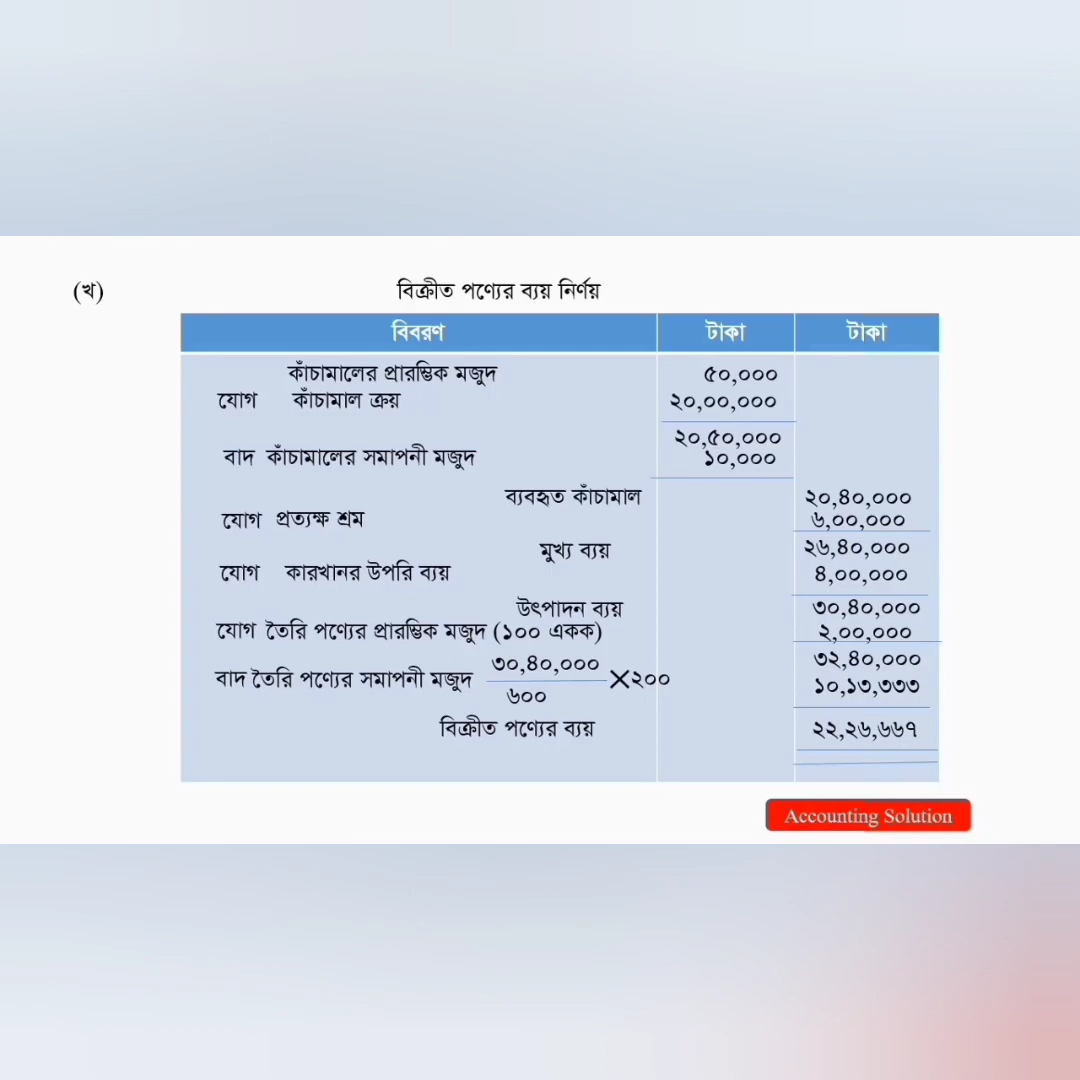 (খ) বিক্রীত পণ্যের ব্যয় নির্ণয়
বিবরণ টাকা টাকা
কাঁচামালের প্রারম্ভিক মজুদ ৫০,০০০
যোগ কাঁচামাল ক্রয় ২০,০০,০০০
২০,৫০,০০০
বাদ কাঁচামালের সমাপনী মজুদ ১০,০০০
ব্যবহৃত কাঁচামাল ২০,৪০,০০০
যোগ প্রত্যক্ষ শ্রম ৬,০০,০০০
মুখ্য ব্যয় ২৬,৪০,০০০
যোগ কারখানর উপরি ব্যয় ৪,০০,০০০
উৎপাদন ব্যয় ৩০,৪০,০০০
যোগ তৈরি পণ্যের প্রারম্ভিক মজুদ (১০০ একক) ২,০০,০০০
৩০,৪০,০০০ ৩২,৪০,০০০
বাদ তৈরি পণ্যের সমাপনী মজুদ ×২০০ ১০,১৩,৩৩৩
৬০০
বিক্রীত পণ্যের ব্যয় ২২,২৬,৬৬৭
Accounting Solution